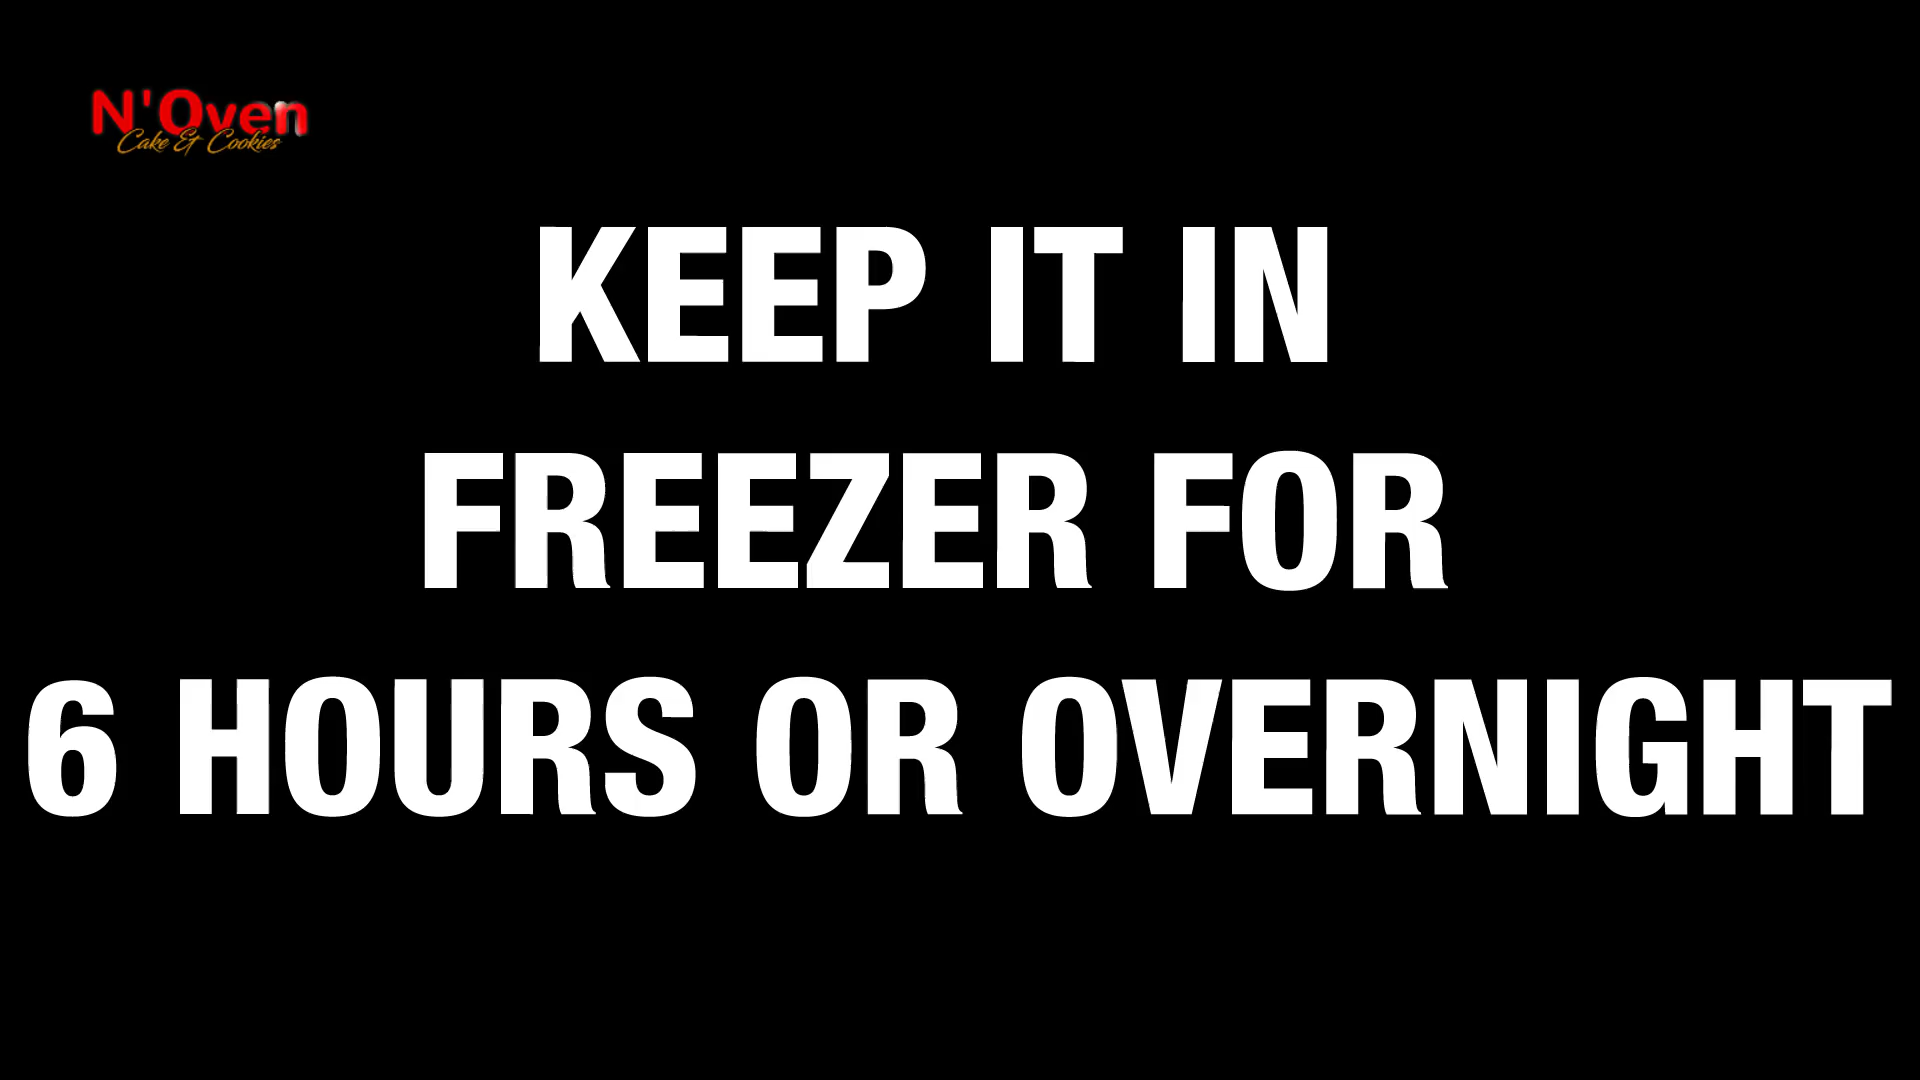 N'Oven
Cake & Cookies
KEEP IT IN
FREEZER FOR
6 HOURS OR OVERNIGHT